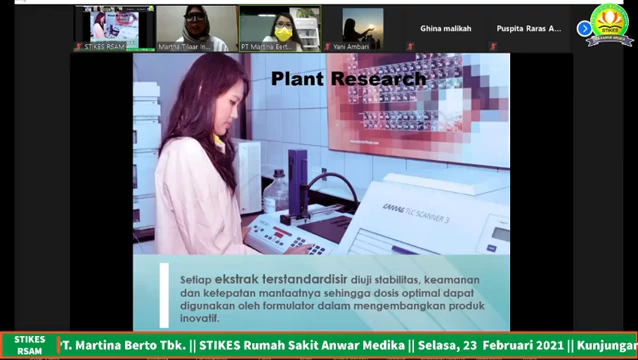 Ghina malikah
Puspita Raras A...
STIKES RSAM
Martha Tilaar In...
PT Martina Bert...
Yani Ambari
STIKES
Plant Research
CAMAG TLC SCANNER 3
Setiap ekstrak terstandardisir diuji stabilitas, keamanan
dan ketepatan manfaatnya sehingga dosis optimal dapat
digunakan oleh formulator dalam mengembangkan produk
inovatif.
STIKES
RSAM
PT. Martina Berto Tbk. || STIKES Rumah Sakit Anwar Medika || Selasa, 23 Februari 2021 || Kunjungan